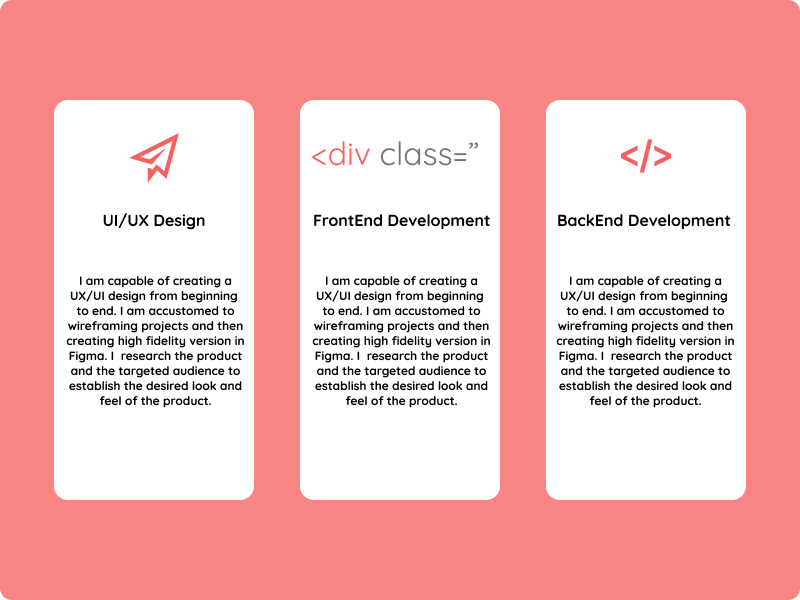 <div class=”
</>
UI/UX Design
FrontEnd Development
BackEnd Development
I am capable of creating a
UX/UI design from beginning
to end. I am accustomed to
wireframing projects and then
creating high fidelity version in
Figma. I  research the product
and the targeted audience to
establish the desired look and
feel of the product.
I am capable of creating a
UX/UI design from beginning
to end. I am accustomed to
wireframing projects and then
creating high fidelity version in
Figma. I  research the product
and the targeted audience to
establish the desired look and
feel of the product.
I am capable of creating a
UX/UI design from beginning
to end. I am accustomed to
wireframing projects and then
creating high fidelity version in
Figma. I  research the product
and the targeted audience to
establish the desired look and
feel of the product.